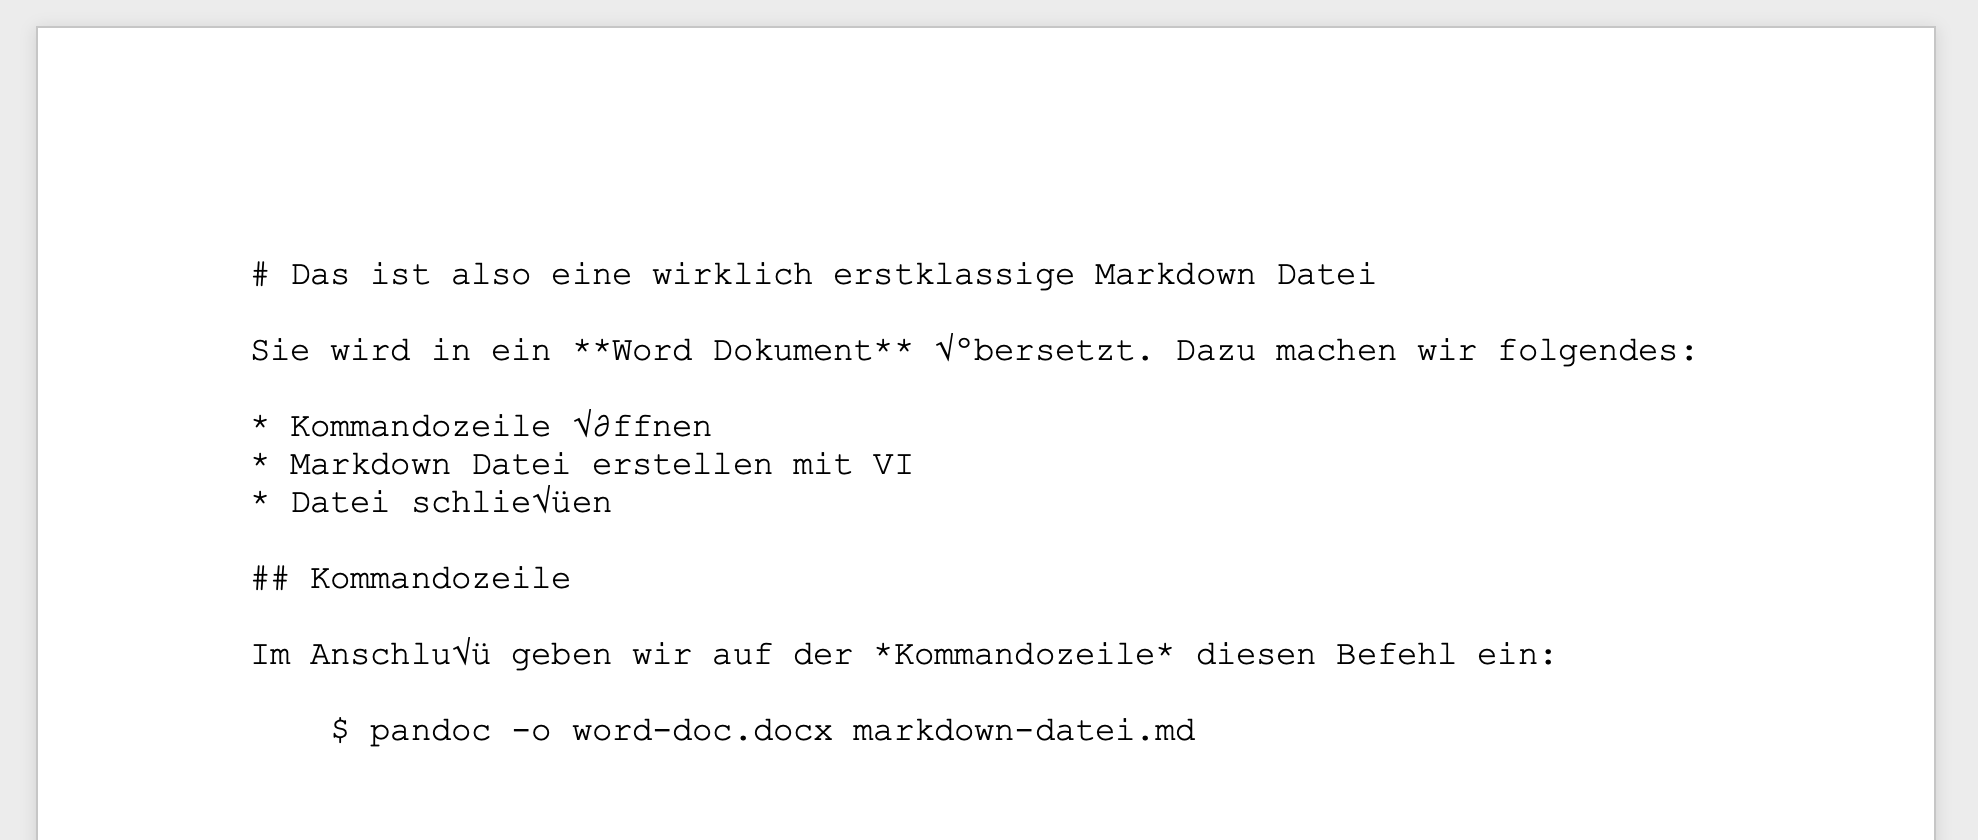 # Das ist also eine wirklich erstklassige Markdown Datei
Sie wird in ein **Word Dokument** √ºbersetzt. Dazu machen wir folgendes:
* Kommandozeile √∂ffnen
* Markdown Datei erstellen mit VI
* Datei schlie√üen
## Kommandozeile
Im Anschlu√ü geben wir auf der *Kommandozeile* diesen Befehl ein:
$ pandoc -o word-doc.docx markdown-datei.md